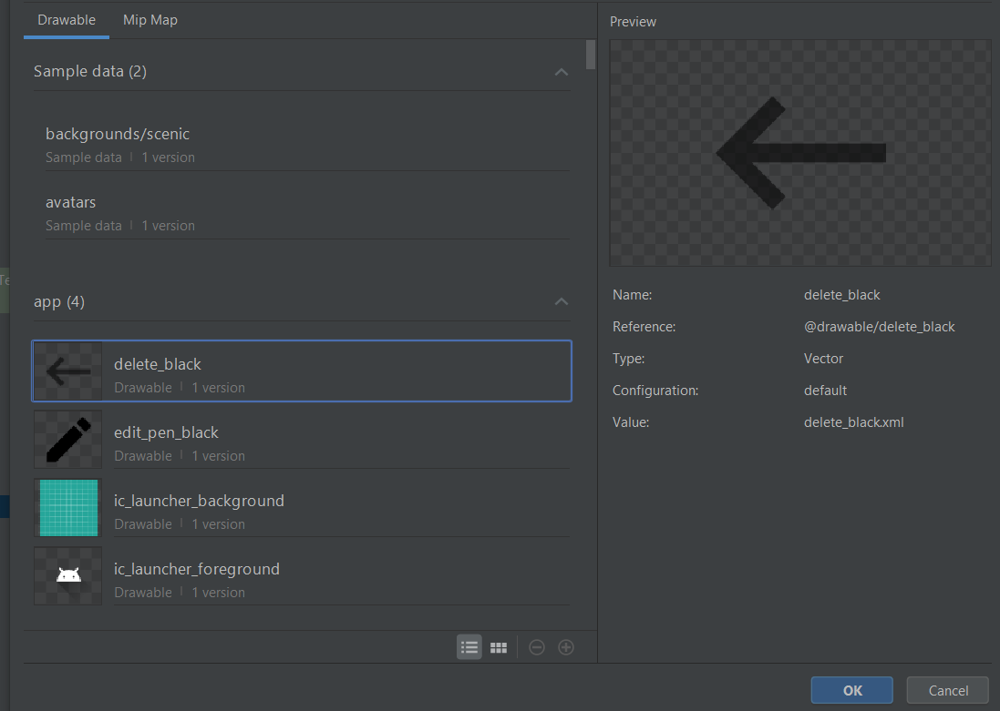 Drawable Mip Map
Sample data (2)
backgrounds/scenic
Sample data | 1 version
avatars
Sample data | 1 version
app (4)
delete_black
Drawable | 1 version
edit_pen_black
Drawable | 1 version
ic_launcher_background
Drawable | 1 version
ic_launcher_foreground
Drawable | 1 version
Preview
Name: delete_black
Reference: @drawable/delete_black
Type: Vector
Configuration: default
Value: delete_black.xml
OK Cancel